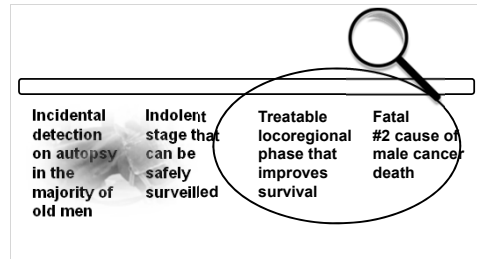 Incidental
detection
on autopsy
in the
majority of
old men
Indolent
stage that
can be
safely
surveilled
Treatable
locoregional
phase that
improves
survival
Fatal
#2 cause of
male cancer
death